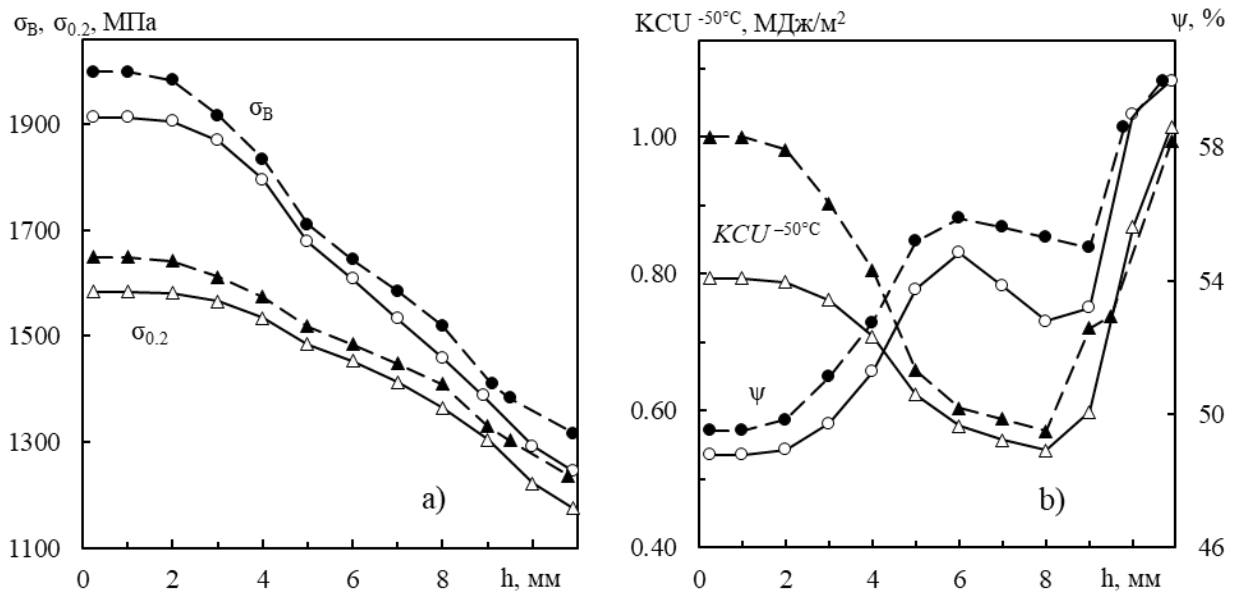 σВ, σ0.2, МПа
1900
1700
1500
1300
1100
0 2 4 6 8 h, мм
σВ
σ0.2
a)
KCU -50°C, МДж/м2
ψ, %
1.00
0.80
0.60
0.40
58
54
50
46
0 2 4 6 8 h, мм
KCU–50°C
ψ
b)